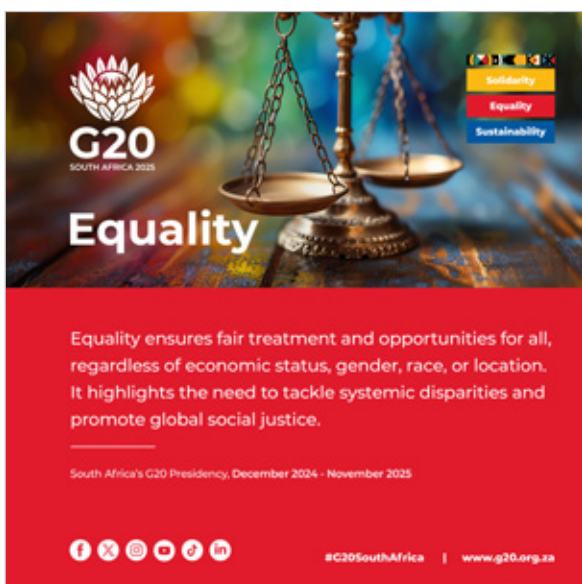 G20
SOUTH AFRICA 2025
Solidarity
Equality
Sustainability
Equality
Equality ensures fair treatment and opportunities for all,
regardless of economic status, gender, race, or location.
It highlights the need to tackle systemic disparities and
promote global social justice.
South Africa's G20 Presidency, December 2024 - November 2025
#G20SouthAfrica | www.g20.org.za